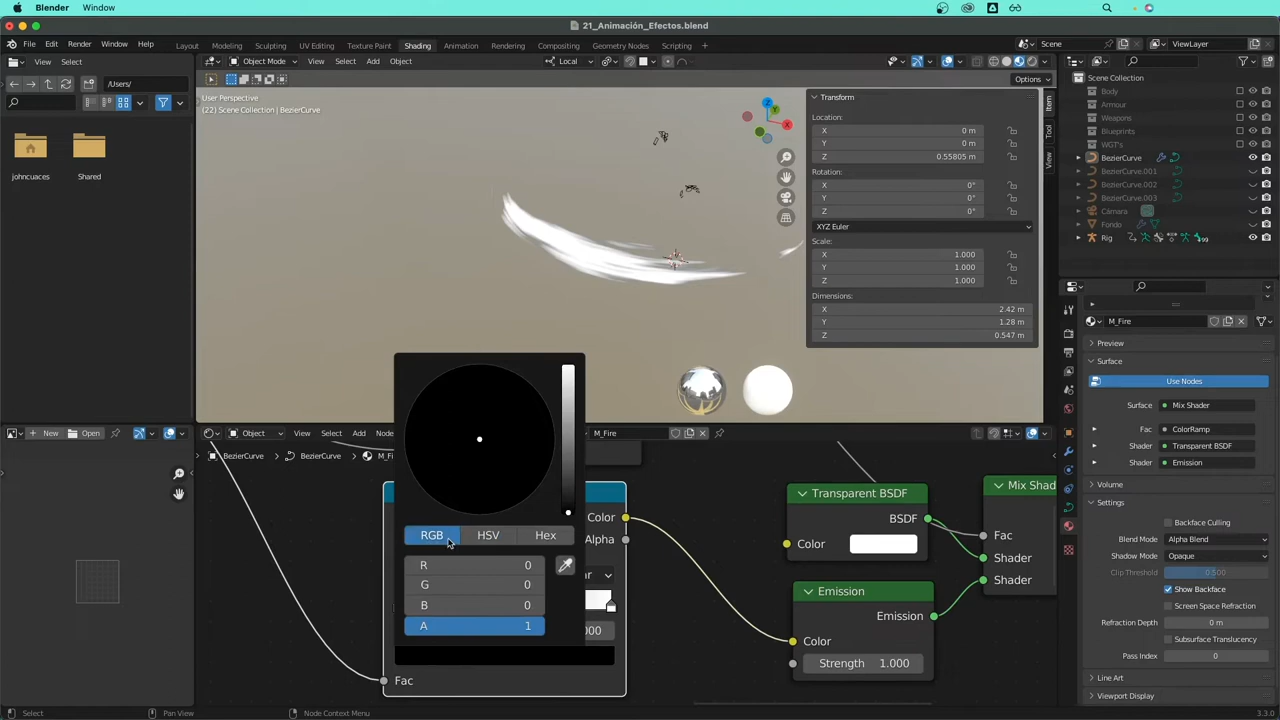 Blender Window
21_Animación_Efectos.blend
File Edit Render Window Help
Layout Modeling Sculpting UV Editing Texture Paint Shading Animation Rendering Compositing Geometry Nodes Scripting
Scene
ViewLayer
View Select
Object Mode
View Select Add Object
Local
/Users/
Options
johncuaces
Shared
User Perspective
(22) Scene Collection | BezierCurve
Transform
Location:
X 0 m
Y 0 m
Z 0.55805 m
Rotation:
X 0°
Y 0°
Z 0°
XYZ Euler
Scale:
X 1.000
Y 1.000
Z 1.000
Dimensions:
X 2.42 m
Y 1.28 m
Z 0.547 m
Item
Tool
View
Scene Collection
Body
Armour
Weapons
Blueprints
WGT's
BezierCurve
BezierCurve.001
BezierCurve.002
BezierCurve.003
Cámara
Fondo
Rig
M_Fire
Preview
Surface
Use Nodes
Surface Mix Shader
Fac ColorRamp
Shader Transparent BSDF
Shader Emission
Volume
Settings
Backface Culling
Blend Mode Alpha Blend
Shadow Mode Opaque
Clip Threshold 0.500
Show Backface
Screen Space Refraction
Refraction Depth 0 m
Subsurface Translucency
Pass Index 0
Line Art
Viewport Display
New Open
Object View Select Add
M_Fire
BezierCurve BezierCurve
RGB HSV Hex
R 0
G 0
B 0
A 1
Color
Alpha
Fac
Transparent BSDF
BSDF
Color
Emission
Emission
Color
Strength 1.000
Fac
Shader
Shader
Select
Pan View
Node Context Menu
3.3.0